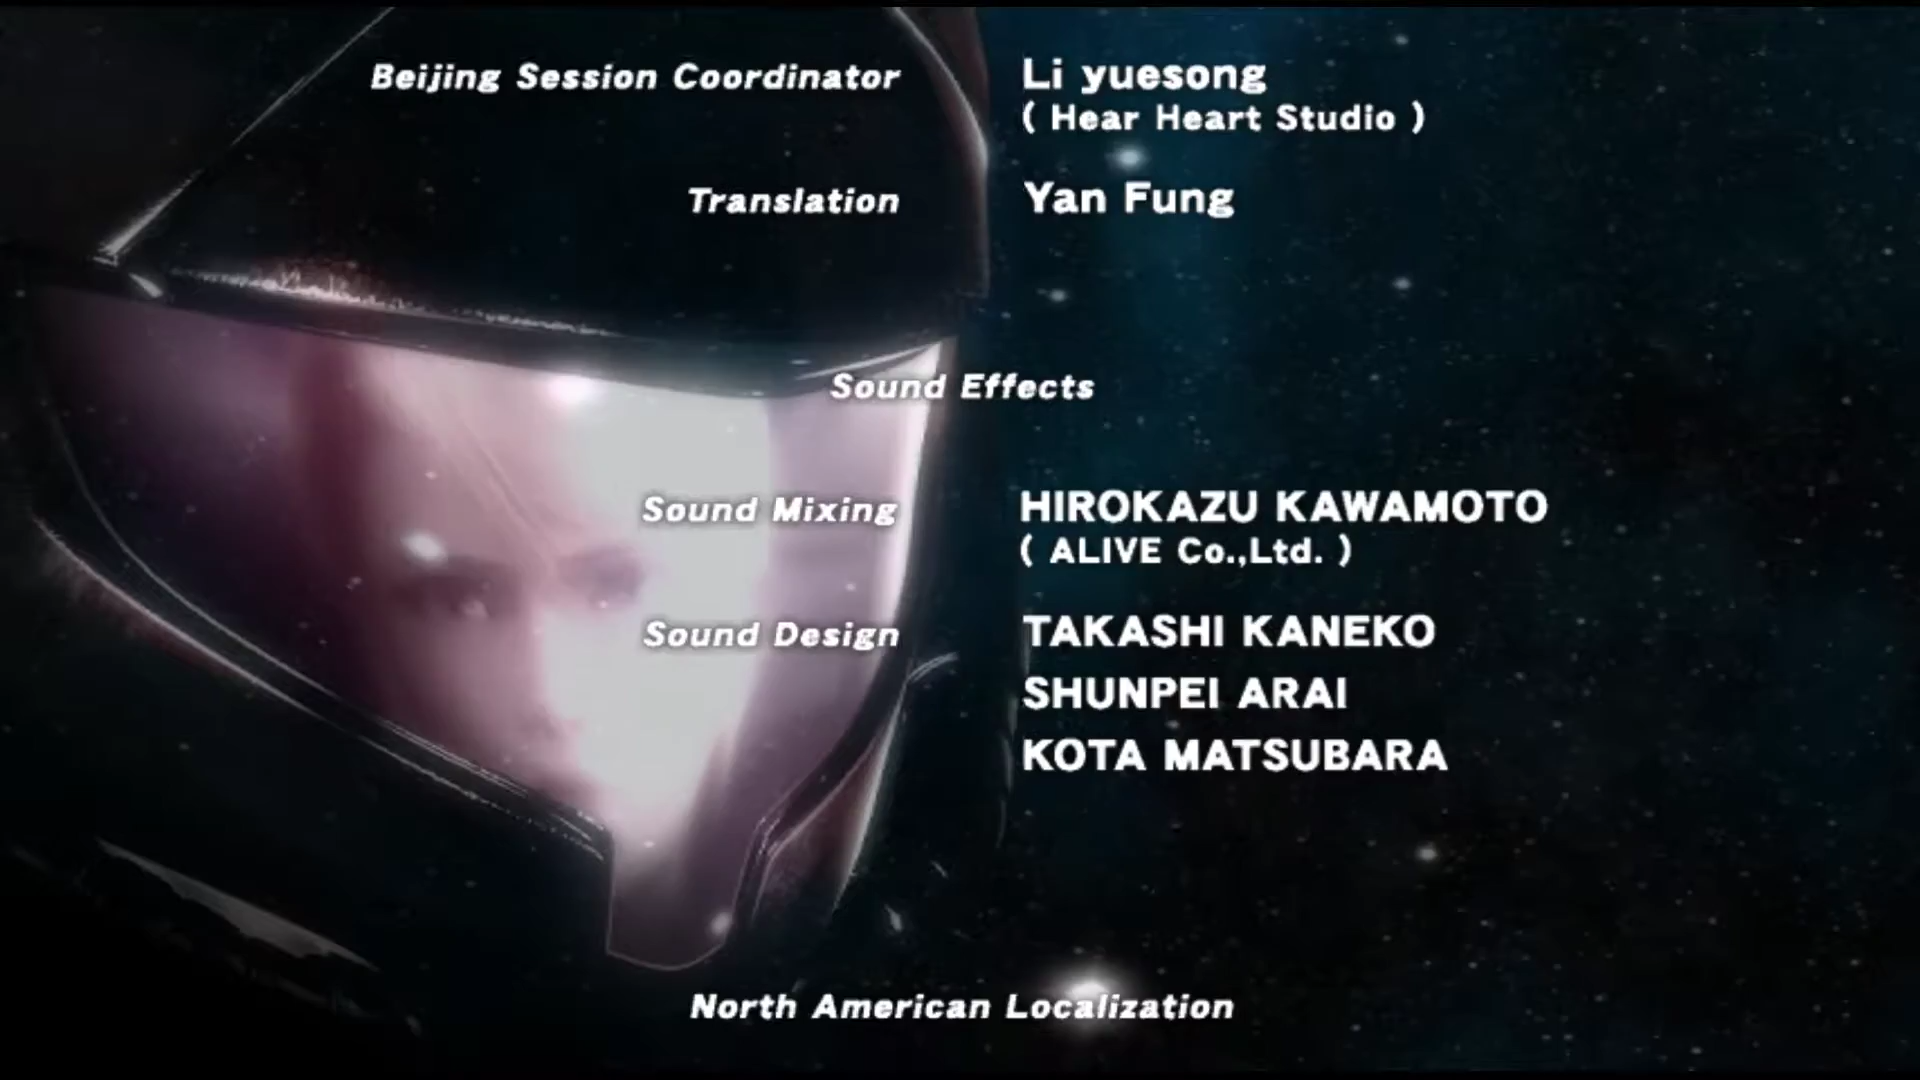 Beijing Session Coordinator Li yuesong
( Hear Heart Studio )
Translation Yan Fung
Sound Effects
Sound Mixing HIROKAZU KAWAMOTO
( ALIVE Co.,Ltd. )
Sound Design TAKASHI KANEKO
SHUNPEI ARAI
KOTA MATSUBARA
North American Localization